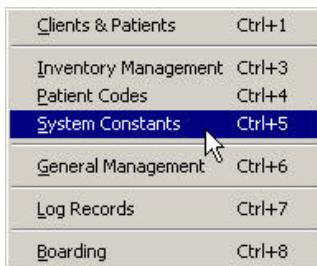 Clients & Patients Ctrl+1
Inventory Management Ctrl+3
Patient Codes Ctrl+4
System Constants Ctrl+5
General Management Ctrl+6
Log Records Ctrl+7
Boarding Ctrl+8